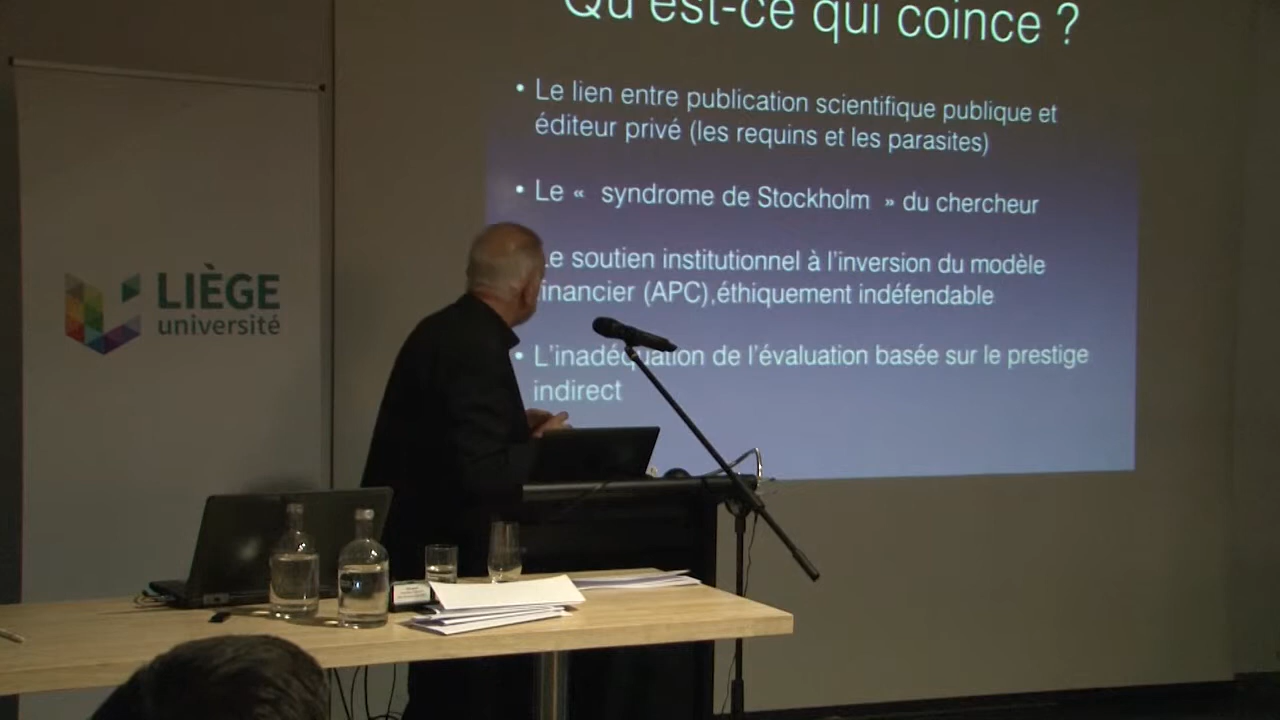 Qu'est-ce qui coince ?
• Le lien entre publication scientifique publique et
éditeur privé (les requins et les parasites)
• Le « syndrome de Stockholm » du chercheur
Le soutien institutionnel à l'inversion du modèle
financier (APC),éthiquement indéfendable
• L'inadéquation de l'évaluation basée sur le prestige
indirect
LIÈGE
université